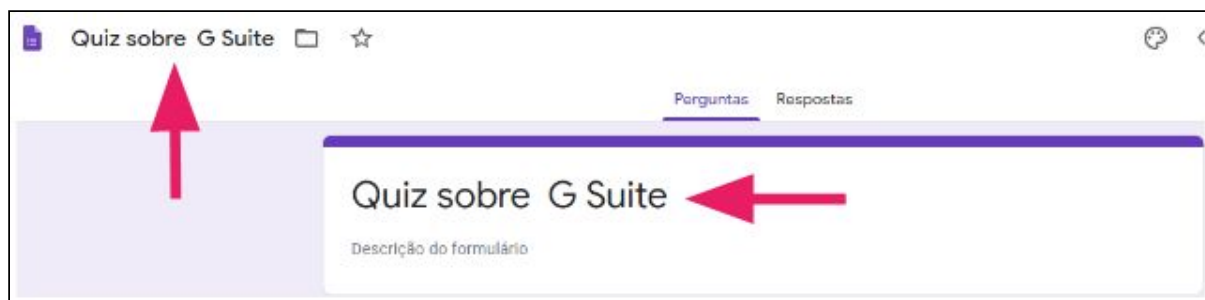 Quiz sobre  G Suite
Perguntas Respostas
Quiz sobre  G Suite
Descrição do formulário